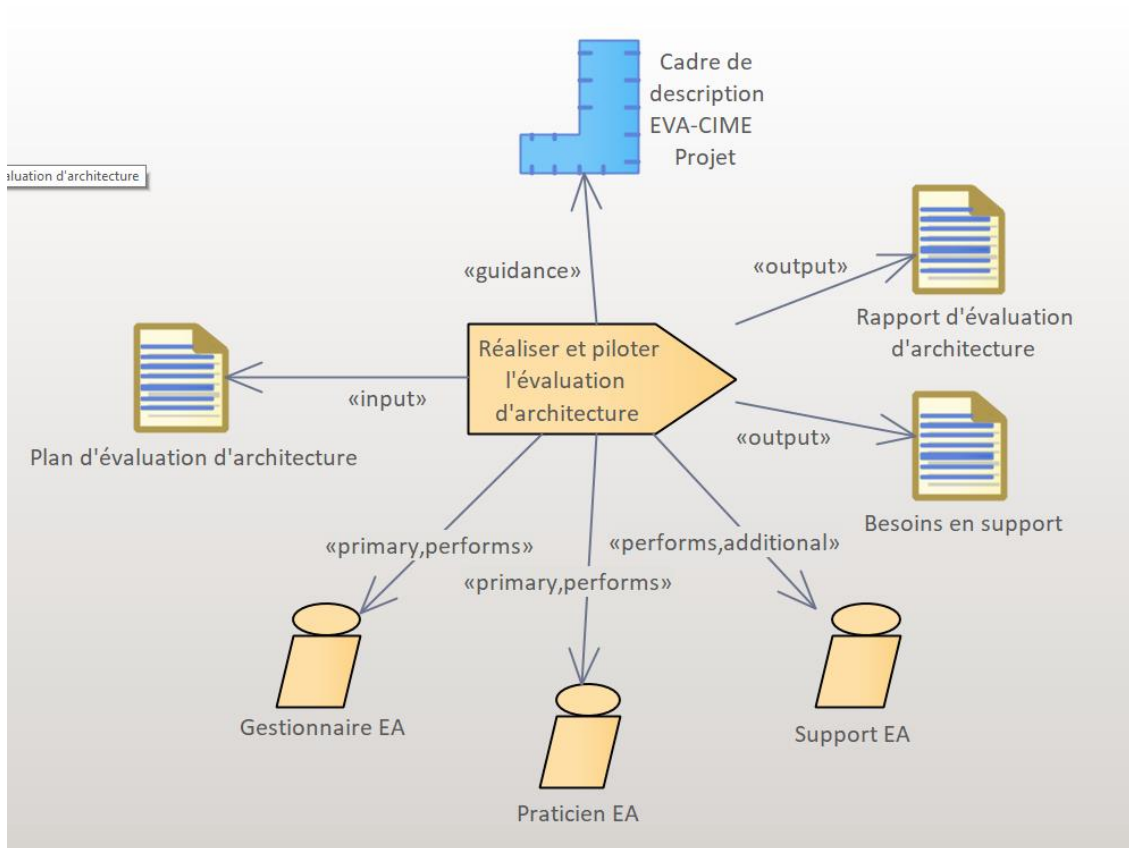 Cadre de
description
EVA-CIME
Projet
aluation d'architecture
«guidance»
«output»
Rapport d'évaluation
d'architecture
Réaliser et piloter
l'évaluation
d'architecture
«input»
Plan d'évaluation d'architecture
«output»
Besoins en support
«primary,performs»
«performs,additional»
«primary,performs»
Gestionnaire EA
Support EA
Praticien EA